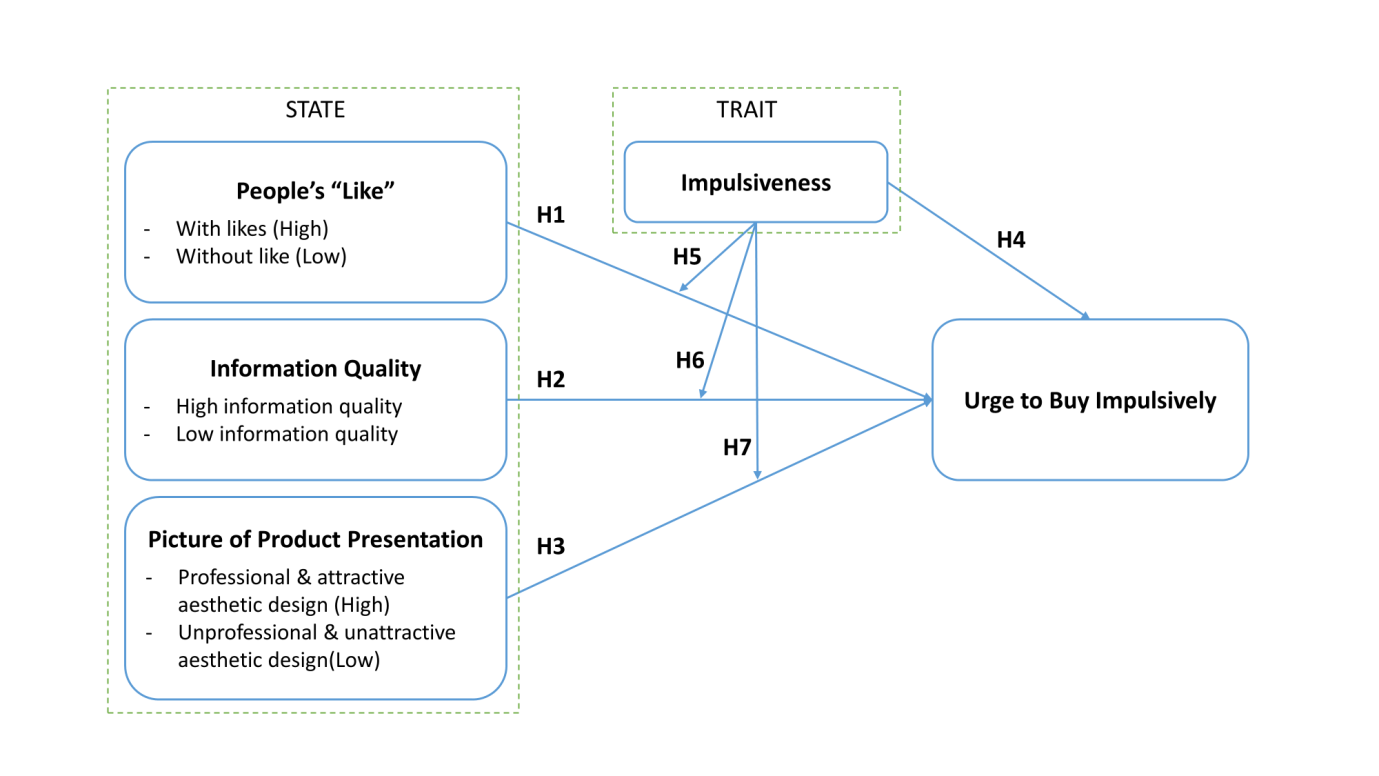 STATE
People’s “Like”
- With likes (High)
- Without like (Low)
Information Quality
- High information quality
- Low information quality
Picture of Product Presentation
- Professional & attractive
aesthetic design (High)
- Unprofessional & unattractive
aesthetic design(Low)
TRAIT
Impulsiveness
H1
H2
H3
H4
H5
H6
H7
Urge to Buy Impulsively